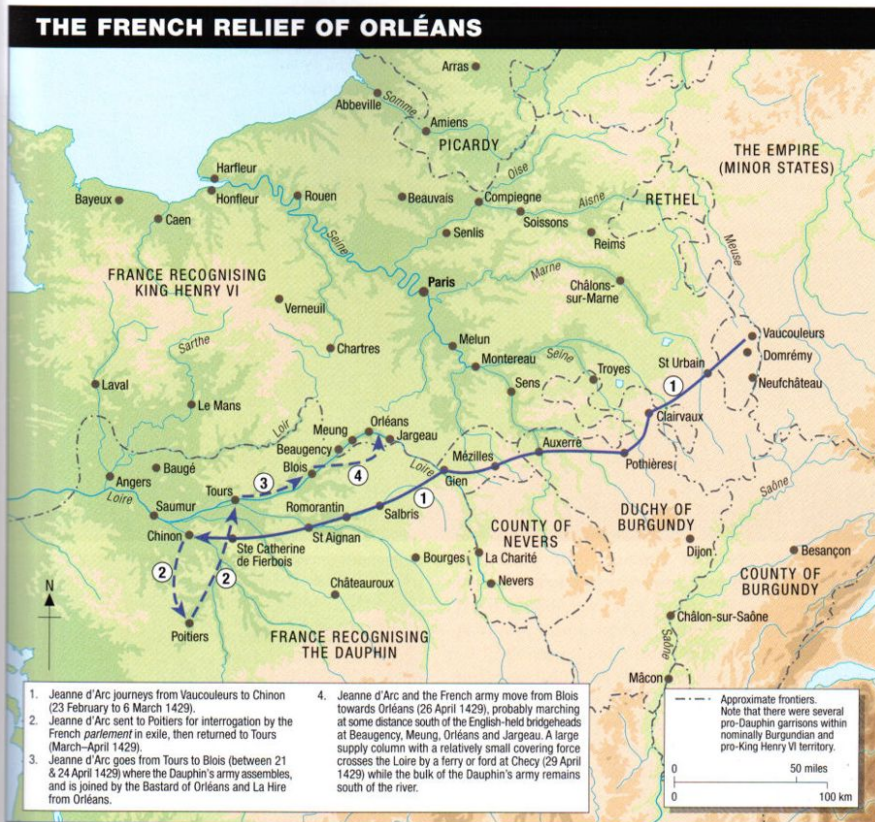 THE FRENCH RELIEF OF ORLÉANS
Arras
Abbeville
Somme
Amiens
PICARDY
THE EMPIRE
(MINOR STATES)
Harfleur
Honfleur
Rouen
Beauvais
Oise
Compiegne
Aisne
RETHEL
Bayeux
Caen
Soissons
Senlis
Reims
Meuse
Seine
FRANCE RECOGNISING
KING HENRY VI
Paris
Marne
Châlons-
sur-Marne
Verneuil
Sarthe
Chartres
Melun
Montereau
Seine
Troyes
Vaucouleurs
St Urbain
Domrémy
Neufchâteau
1
Sens
Laval
Le Mans
Clairvaux
Loir
Orléans
Meung
Jargeau
Beaugency
Auxerre
Mézilles
Pothières
Baugé
Angers
Blois
4
Loire
Gien
Loire
Tours
3
1
Saône
Saumur
Romorantin
Salbris
DUCHY OF
BURGUNDY
Chinon
St Aignan
COUNTY OF
NEVERS
Ste Catherine
de Fierbois
Bourges
La Charité
Dijon
Besançon
2
2
Châteauroux
Nevers
COUNTY OF
BURGUNDY
N
Poitiers
Châlon-sur-Saône
FRANCE RECOGNISING
THE DAUPHIN
Saône
Mâcon
1. Jeanne d'Arc journeys from Vaucouleurs to Chinon
(23 February to 6 March 1429).
2. Jeanne d'Arc sent to Poitiers for interrogation by the
French parlement in exile, then returned to Tours
(March–April 1429).
3. Jeanne d'Arc goes from Tours to Blois (between 21
& 24 April 1429) where the Dauphin's army assembles,
and is joined by the Bastard of Orléans and La Hire
from Orléans.
4. Jeanne d'Arc and the French army move from Blois
towards Orléans (26 April 1429), probably marching
at some distance south of the English-held bridgeheads
at Beaugency, Meung, Orléans and Jargeau. A large
supply column with a relatively small covering force
crosses the Loire by a ferry or ford at Checy (29 April
1429) while the bulk of the Dauphin's army remains
south of the river.
Approximate frontiers.
Note that there were several
pro-Dauphin garrisons within
nominally Burgundian and
pro-King Henry VI territory.
0 50 miles
0 100 km